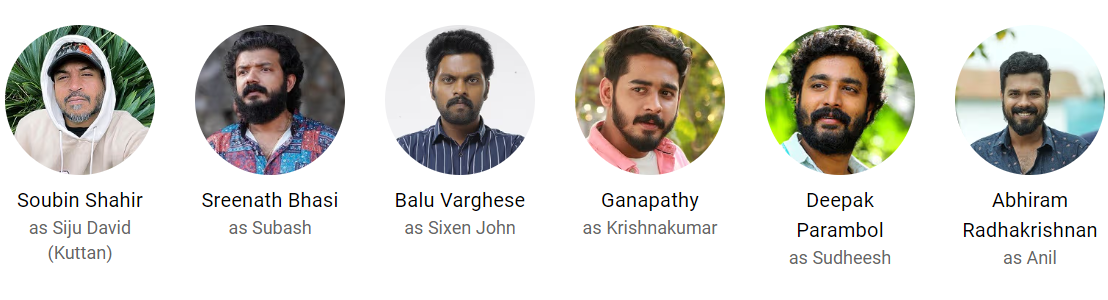 Soubin Shahir
as Siju David
(Kuttan)
Sreenath Bhasi
as Subash
Balu Varghese
as Sixen John
Ganapathy
as Krishnakumar
Deepak
Parambol
as Sudheesh
Abhiram
Radhakrishnan
as Anil